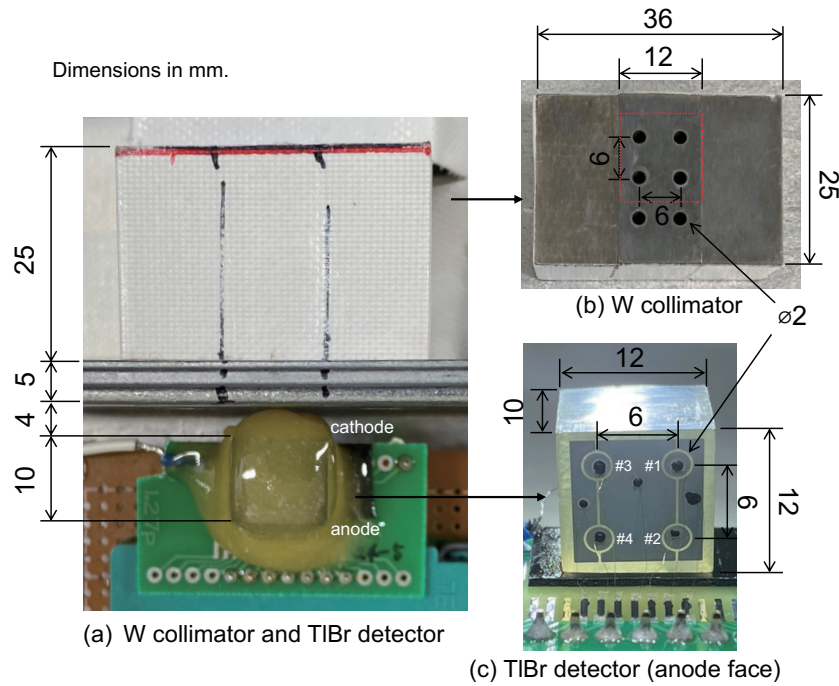 Dimensions in mm.
36
12
6
6
25
(b) W collimator
⌀2
25
5
4
10
cathode
anode
L27P
(a) W collimator and TlBr detector
12
10
6
#3
#1
#4
#2
6
12
(c) TlBr detector (anode face)